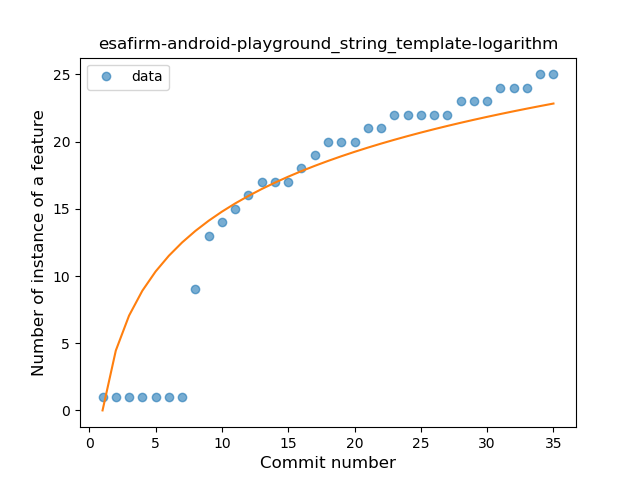 esafirm-android-playground_string_template-logarithm
data
Number of instance of a feature
25
20
15
10
5
0
0 5 10 15 20 25 30 35
Commit number